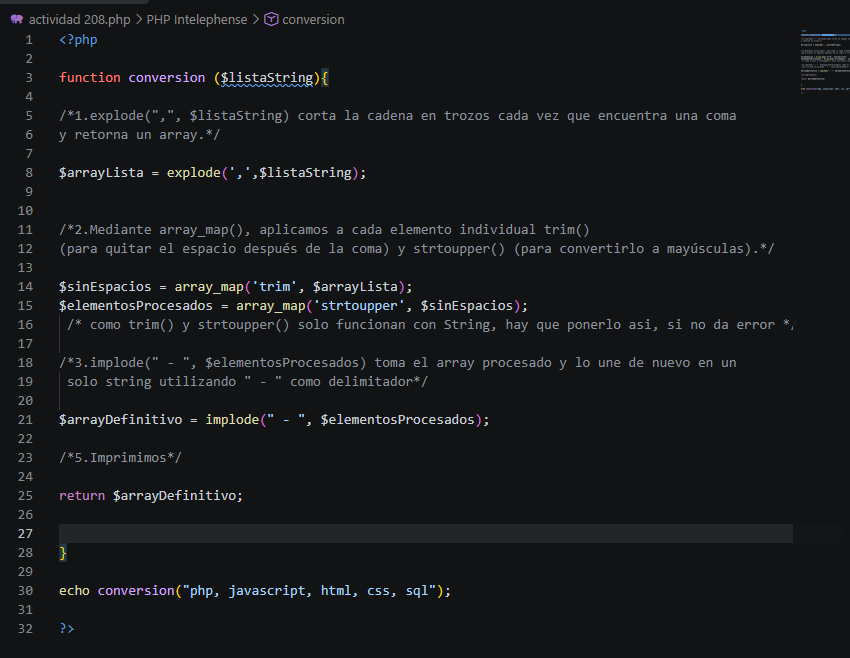 actividad 208.php > PHP Intelephense > conversion
1 <?php
2
3 function conversion ($listaString){
4
5 /*1.explode(",", $listaString) corta la cadena en trozos cada vez que encuentra una coma
6 y retorna un array.*/
7
8 $arrayLista = explode(',',$listaString);
9
10
11 /*2.Mediante array_map(), aplicamos a cada elemento individual trim()
12 (para quitar el espacio después de la coma) y strtoupper() (para convertirlo a mayúsculas).*/
13
14 $sinEspacios = array_map('trim', $arrayLista);
15 $elementosProcesados = array_map('strtoupper', $sinEspacios);
16 /* como trim() y strtoupper() solo funcionan con String, hay que ponerlo asi, si no da error */
17
18 /*3.implode(" - ", $elementosProcesados) toma el array procesado y lo une de nuevo en un
19 solo string utilizando " - " como delimitador*/
20
21 $arrayDefinitivo = implode(" - ", $elementosProcesados);
22
23 /*5.Imprimimos*/
24
25 return $arrayDefinitivo;
26
27
28 }
29
30 echo conversion("php, javascript, html, css, sql");
31
32 ?>